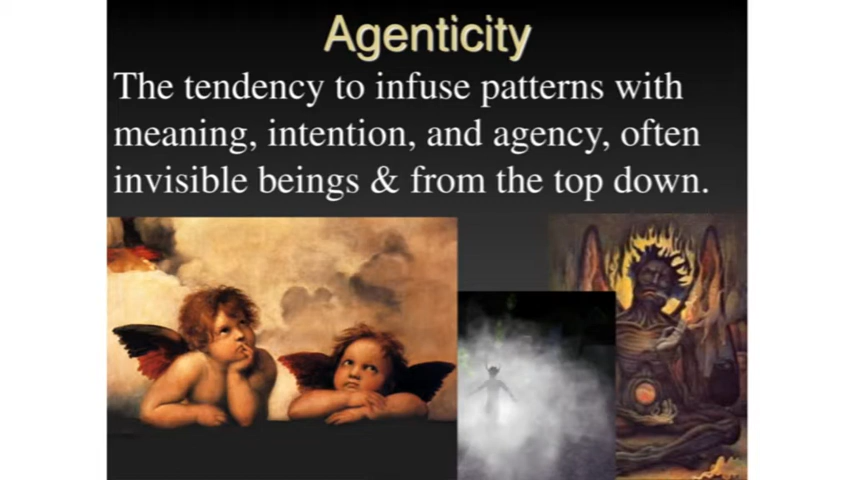 Agenticity
The tendency to infuse patterns with
meaning, intention, and agency, often
invisible beings & from the top down.